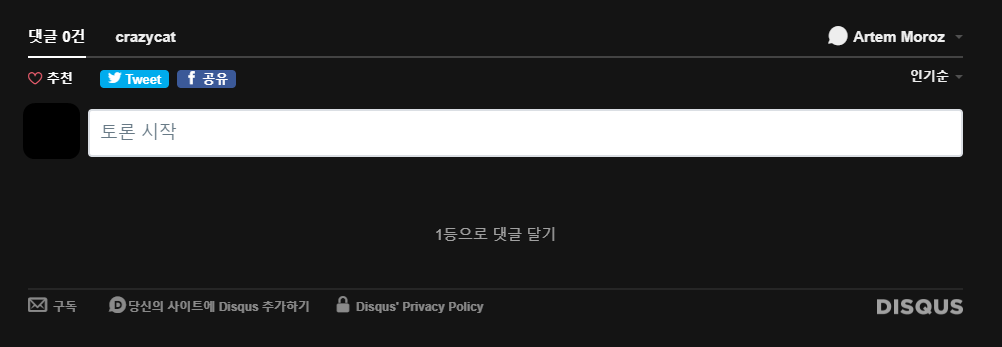 댓글 0건 crazycat Artem Moroz
추천 Tweet 공유 인기순
토론 시작
1등으로 댓글 달기
구독 당신의 사이트에 Disqus 추가하기 Disqus' Privacy Policy DISQUS